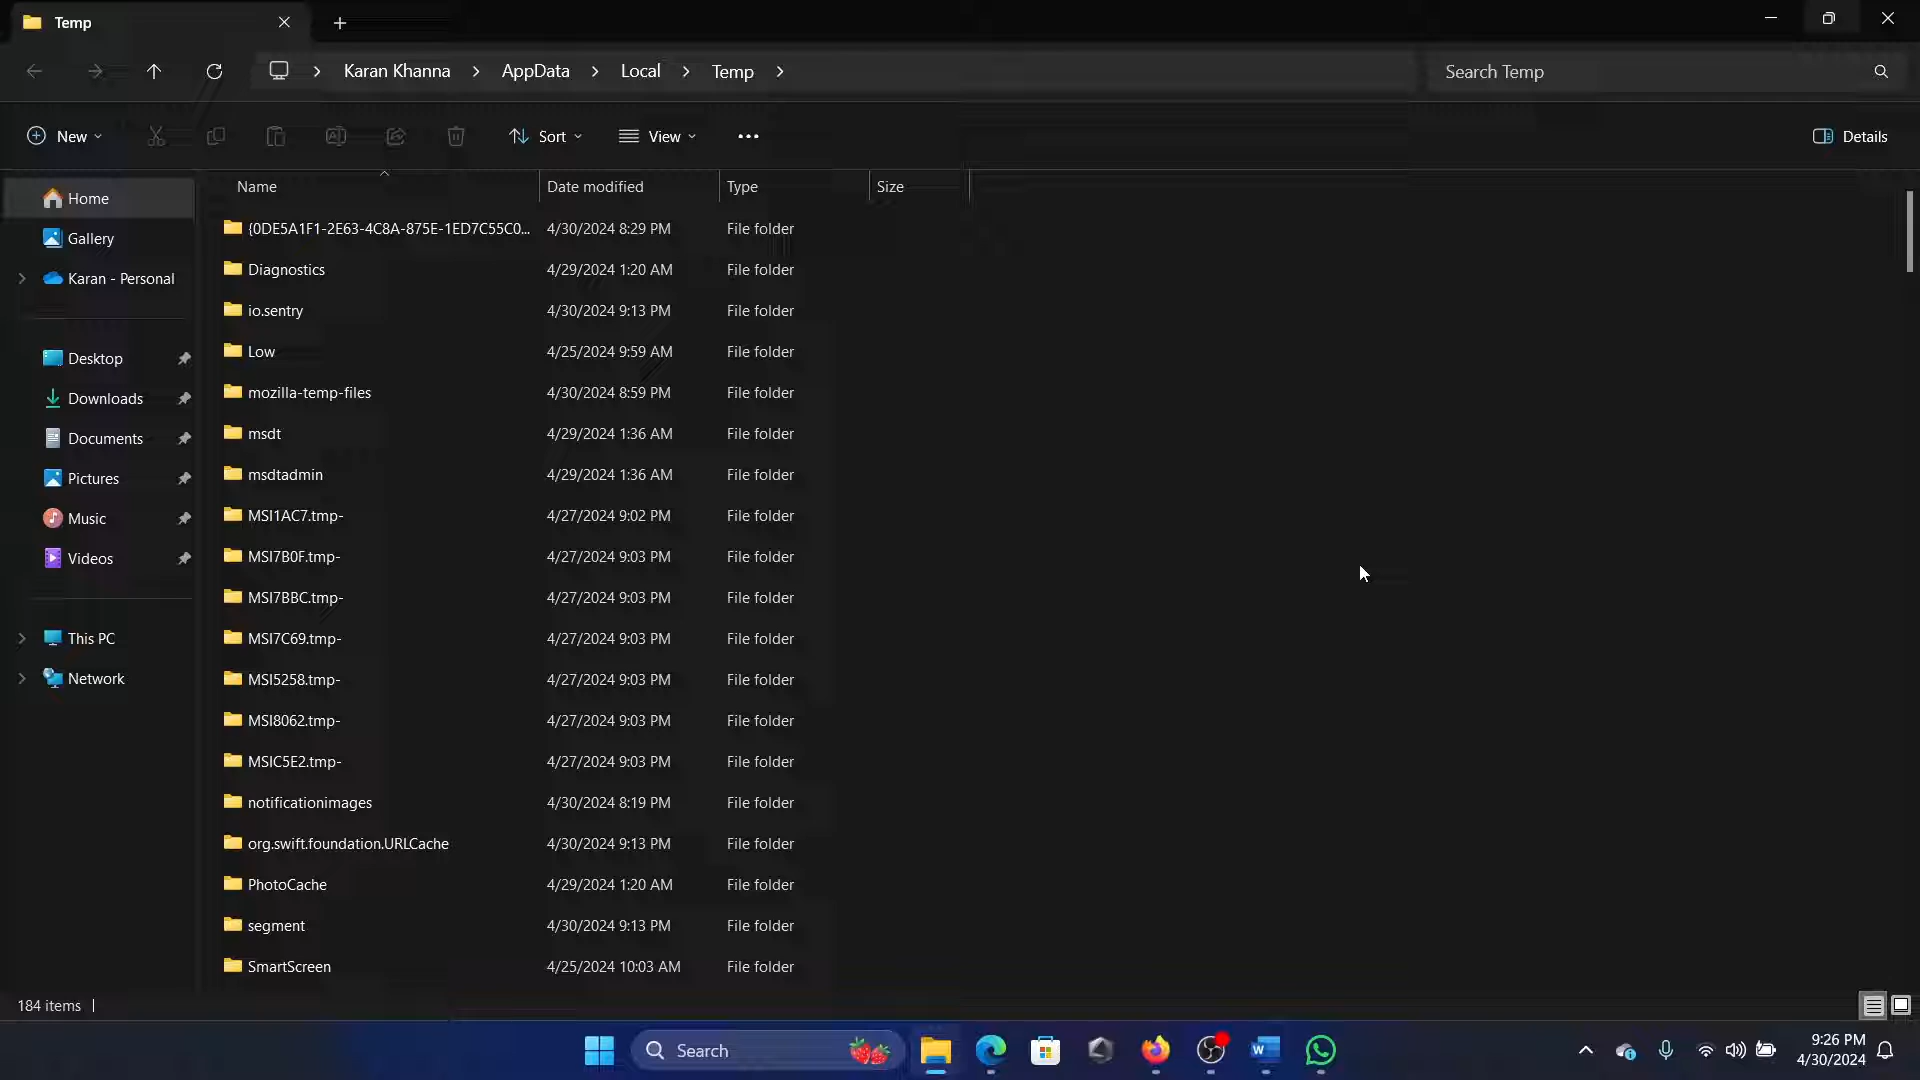 Temp
Karan Khanna > AppData > Local > Temp >
Search Temp
New
Sort
View
Details
Name Date modified Type Size
Home
Gallery
Karan - Personal
Desktop
Downloads
Documents
Pictures
Music
Videos
This PC
Network
{0DE5A1F1-2E63-4C8A-875E-1ED7C55C0... 4/30/2024 8:29 PM File folder
Diagnostics 4/29/2024 1:20 AM File folder
io.sentry 4/30/2024 9:13 PM File folder
Low 4/25/2024 9:59 AM File folder
mozilla-temp-files 4/30/2024 8:59 PM File folder
msdt 4/29/2024 1:36 AM File folder
msdtadmin 4/29/2024 1:36 AM File folder
MSI1AC7.tmp- 4/27/2024 9:02 PM File folder
MSI7B0F.tmp- 4/27/2024 9:03 PM File folder
MSI7BBC.tmp- 4/27/2024 9:03 PM File folder
MSI7C69.tmp- 4/27/2024 9:03 PM File folder
MSI5258.tmp- 4/27/2024 9:03 PM File folder
MSI8062.tmp- 4/27/2024 9:03 PM File folder
MSIC5E2.tmp- 4/27/2024 9:03 PM File folder
notificationimages 4/30/2024 8:19 PM File folder
org.swift.foundation.URLCache 4/30/2024 9:13 PM File folder
PhotoCache 4/29/2024 1:20 AM File folder
segment 4/30/2024 9:13 PM File folder
SmartScreen 4/25/2024 10:03 AM File folder
184 items
Search
9:26 PM
4/30/2024